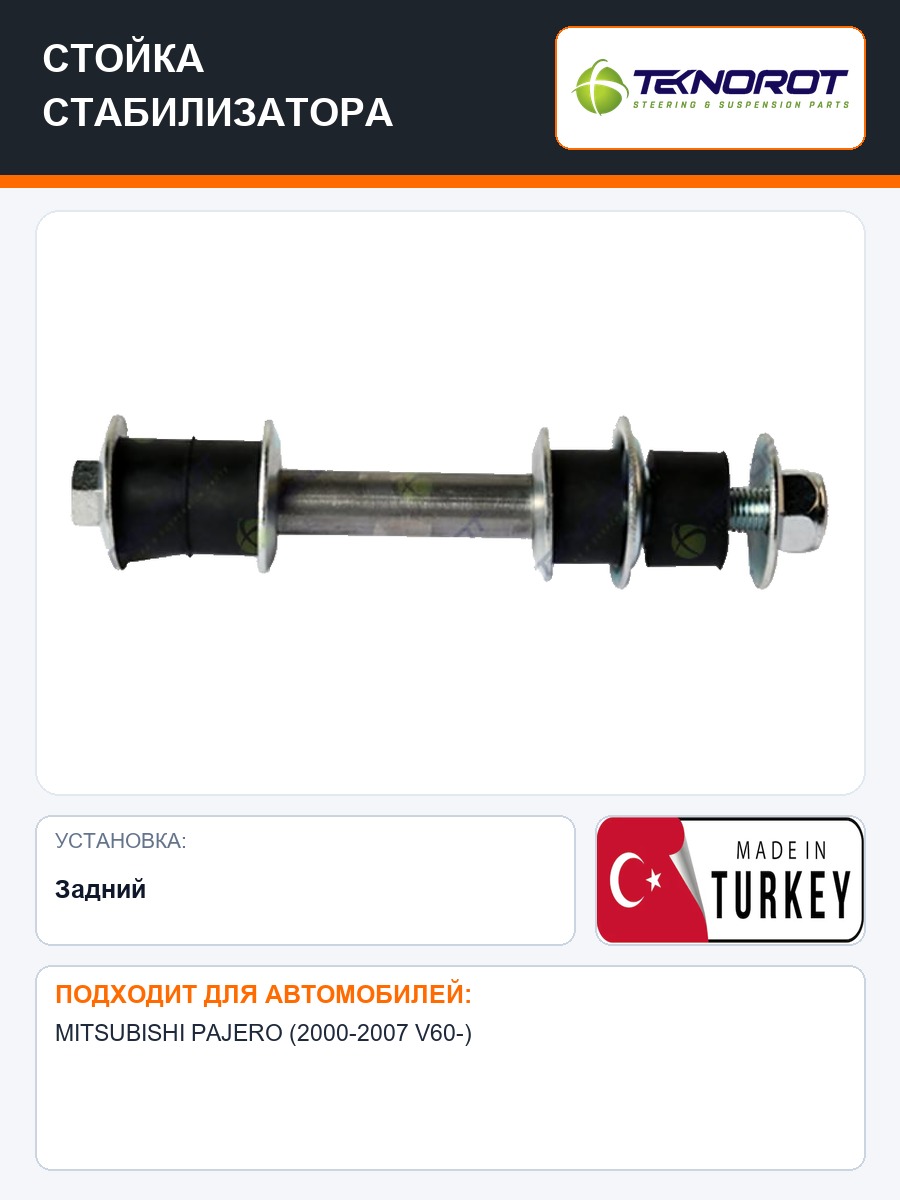 СТОЙКА
СТАБИЛИЗАТОРА
TEKNOROT
STEERING & SUSPENSION PARTS
УСТАНОВКА:
Задний
MADE IN
TURKEY
ПОДХОДИТ ДЛЯ АВТОМОБИЛЕЙ:
MITSUBISHI PAJERO (2000-2007 V60-)